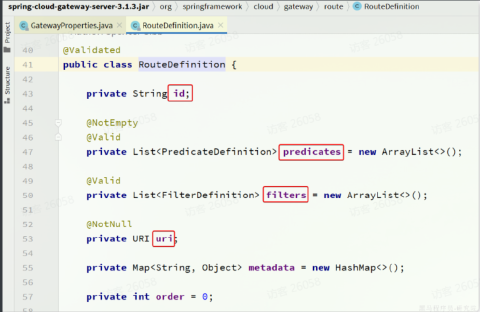 spring-cloud-gateway-server-3.1.3.jar org springframework cloud gateway route RouteDefinition
Project
Structure
GatewayProperties.java RouteDefinition.java
40 @Validated
41 public class RouteDefinition {
42
43 private String id;
44
45 @NotEmpty
46 @Valid
47 private List<PredicateDefinition> predicates = new ArrayList<>();
48
49 @Valid
50 private List<FilterDefinition> filters = new ArrayList<>();
51
52 @NotNull
53 private URI uri;
54
55 private Map<String, Object> metadata = new HashMap<>();
56
57 private int order = 0;
58